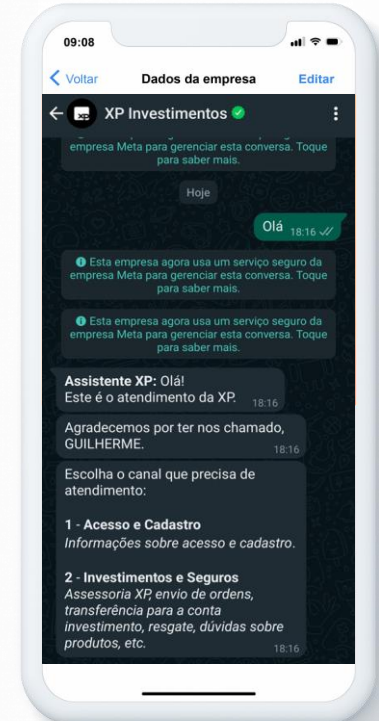 09:08
Voltar Dados da empresa Editar
XP XP Investimentos
empresa Meta para gerenciar esta conversa. Toque
para saber mais.
Hoje
Olá 18:16
Esta empresa agora usa um serviço seguro da
empresa Meta para gerenciar esta conversa. Toque
para saber mais.
Esta empresa agora usa um serviço seguro da
empresa Meta para gerenciar esta conversa. Toque
para saber mais.
Assistente XP: Olá!
Este é o atendimento da XP. 18:16
Agradecemos por ter nos chamado,
GUILHERME. 18:16
Escolha o canal que precisa de
atendimento:
1 - Acesso e Cadastro
Informações sobre acesso e cadastro.
2 - Investimentos e Seguros
Assessoria XP, envio de ordens,
transferência para a conta
investimento, resgate, dúvidas sobre
produtos, etc. 18:16